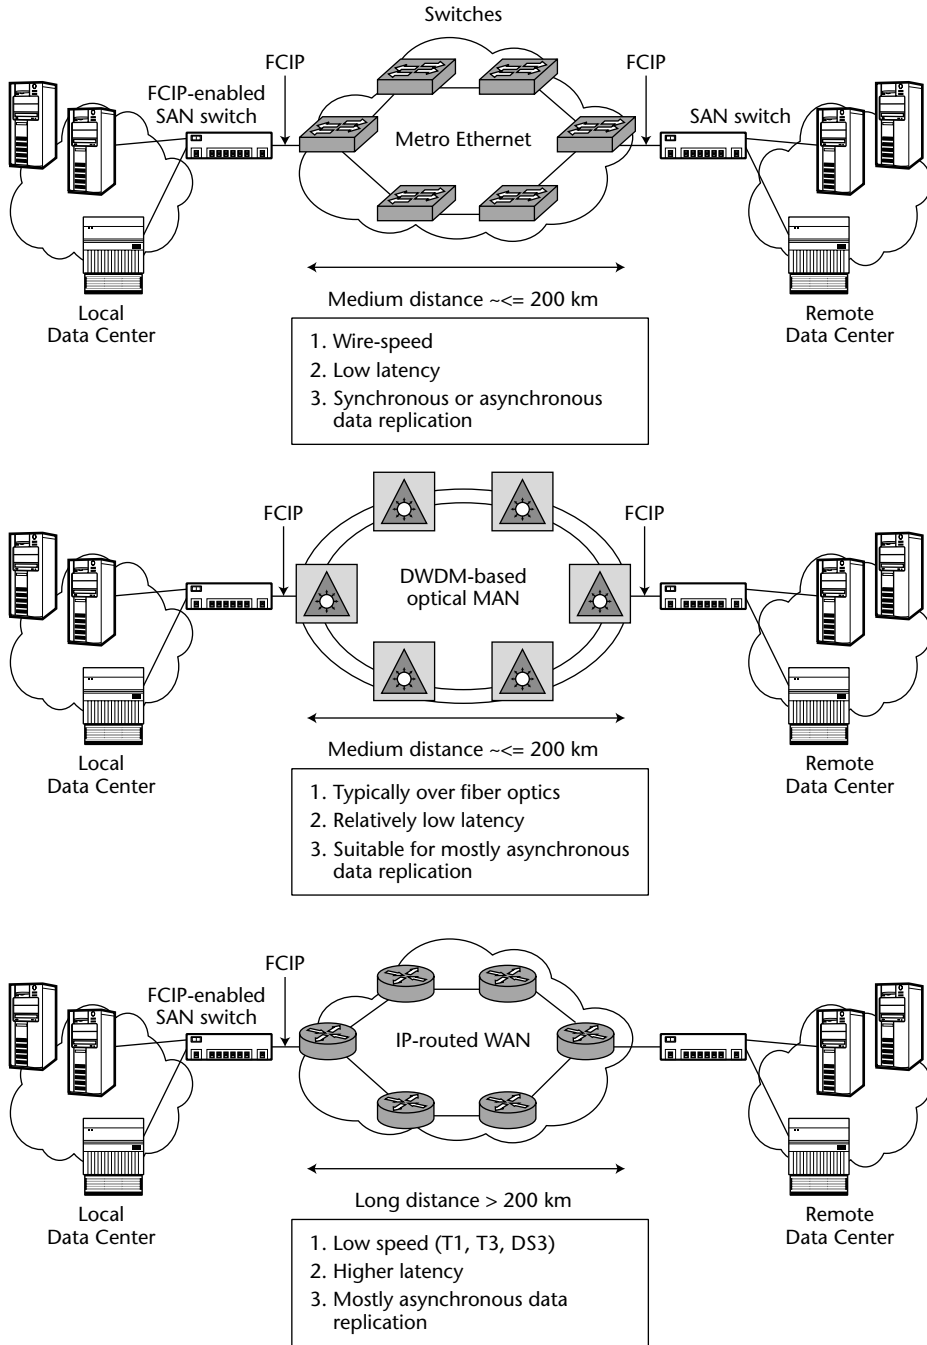 Switches
FCIP
FCIP
FCIP-enabled
SAN switch
SAN switch
Metro Ethernet
Medium distance ~<= 200 km
Local
Data Center
Remote
Data Center
1. Wire-speed
2. Low latency
3. Synchronous or asynchronous
data replication
FCIP
FCIP
DWDM-based
optical MAN
Medium distance ~<= 200 km
Local
Data Center
Remote
Data Center
1. Typically over fiber optics
2. Relatively low latency
3. Suitable for mostly asynchronous
data replication
FCIP
FCIP-enabled
SAN switch
IP-routed WAN
Long distance > 200 km
Local
Data Center
Remote
Data Center
1. Low speed (T1, T3, DS3)
2. Higher latency
3. Mostly asynchronous data
replication